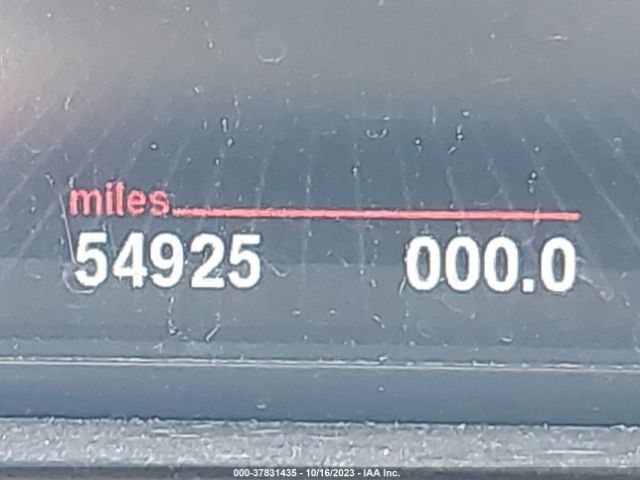 miles
54925 000.0
000-37831435 - 10/16/2023 - IAA Inc.